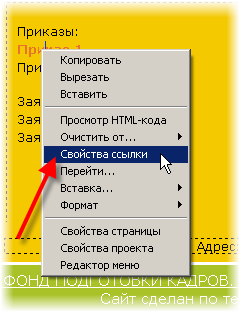 Приказы:
Приказ 1
При
Зая
Зая
Зая
Копировать
Вырезать
Вставить
Просмотр HTML-кода
Очистить от...
Свойства ссылки
Перейти...
Вставка...
Формат
Свойства страницы
Свойства проекта
Редактор меню
Адрес
ФОНД ПОДГОТОВКИ КАДРОВ.
Сайт сделан по те